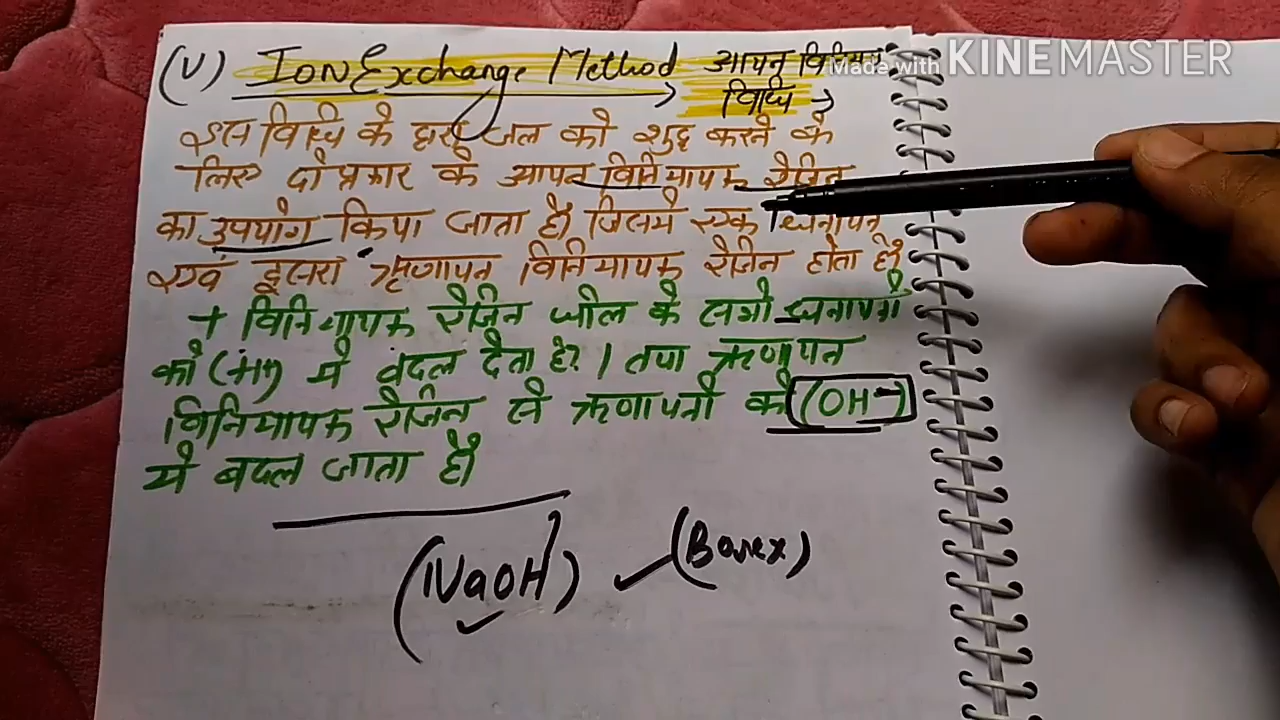 (V) Ion Exchange Method आयन विनिमय
Made with KINEMASTER
विधि →
इस विधि के द्वारा जल को शुद्ध करने के
लिए दो प्रकार के आयन विनिमायक रेजिन
का उपयोग किया जाता है। जिसमे एक धनायन
एवं दूसरा ऋणायन विनिमायक रेजिन होता है।
+ विनिमायक रेजिन घोल के सभी धनायनों
को (H+) मे बदल देता है। तथा ऋणायन
विनिमायक रेजिन से ऋणायनो को (OH-)
मे बदल जाता है।
(NaOH) (Borex)